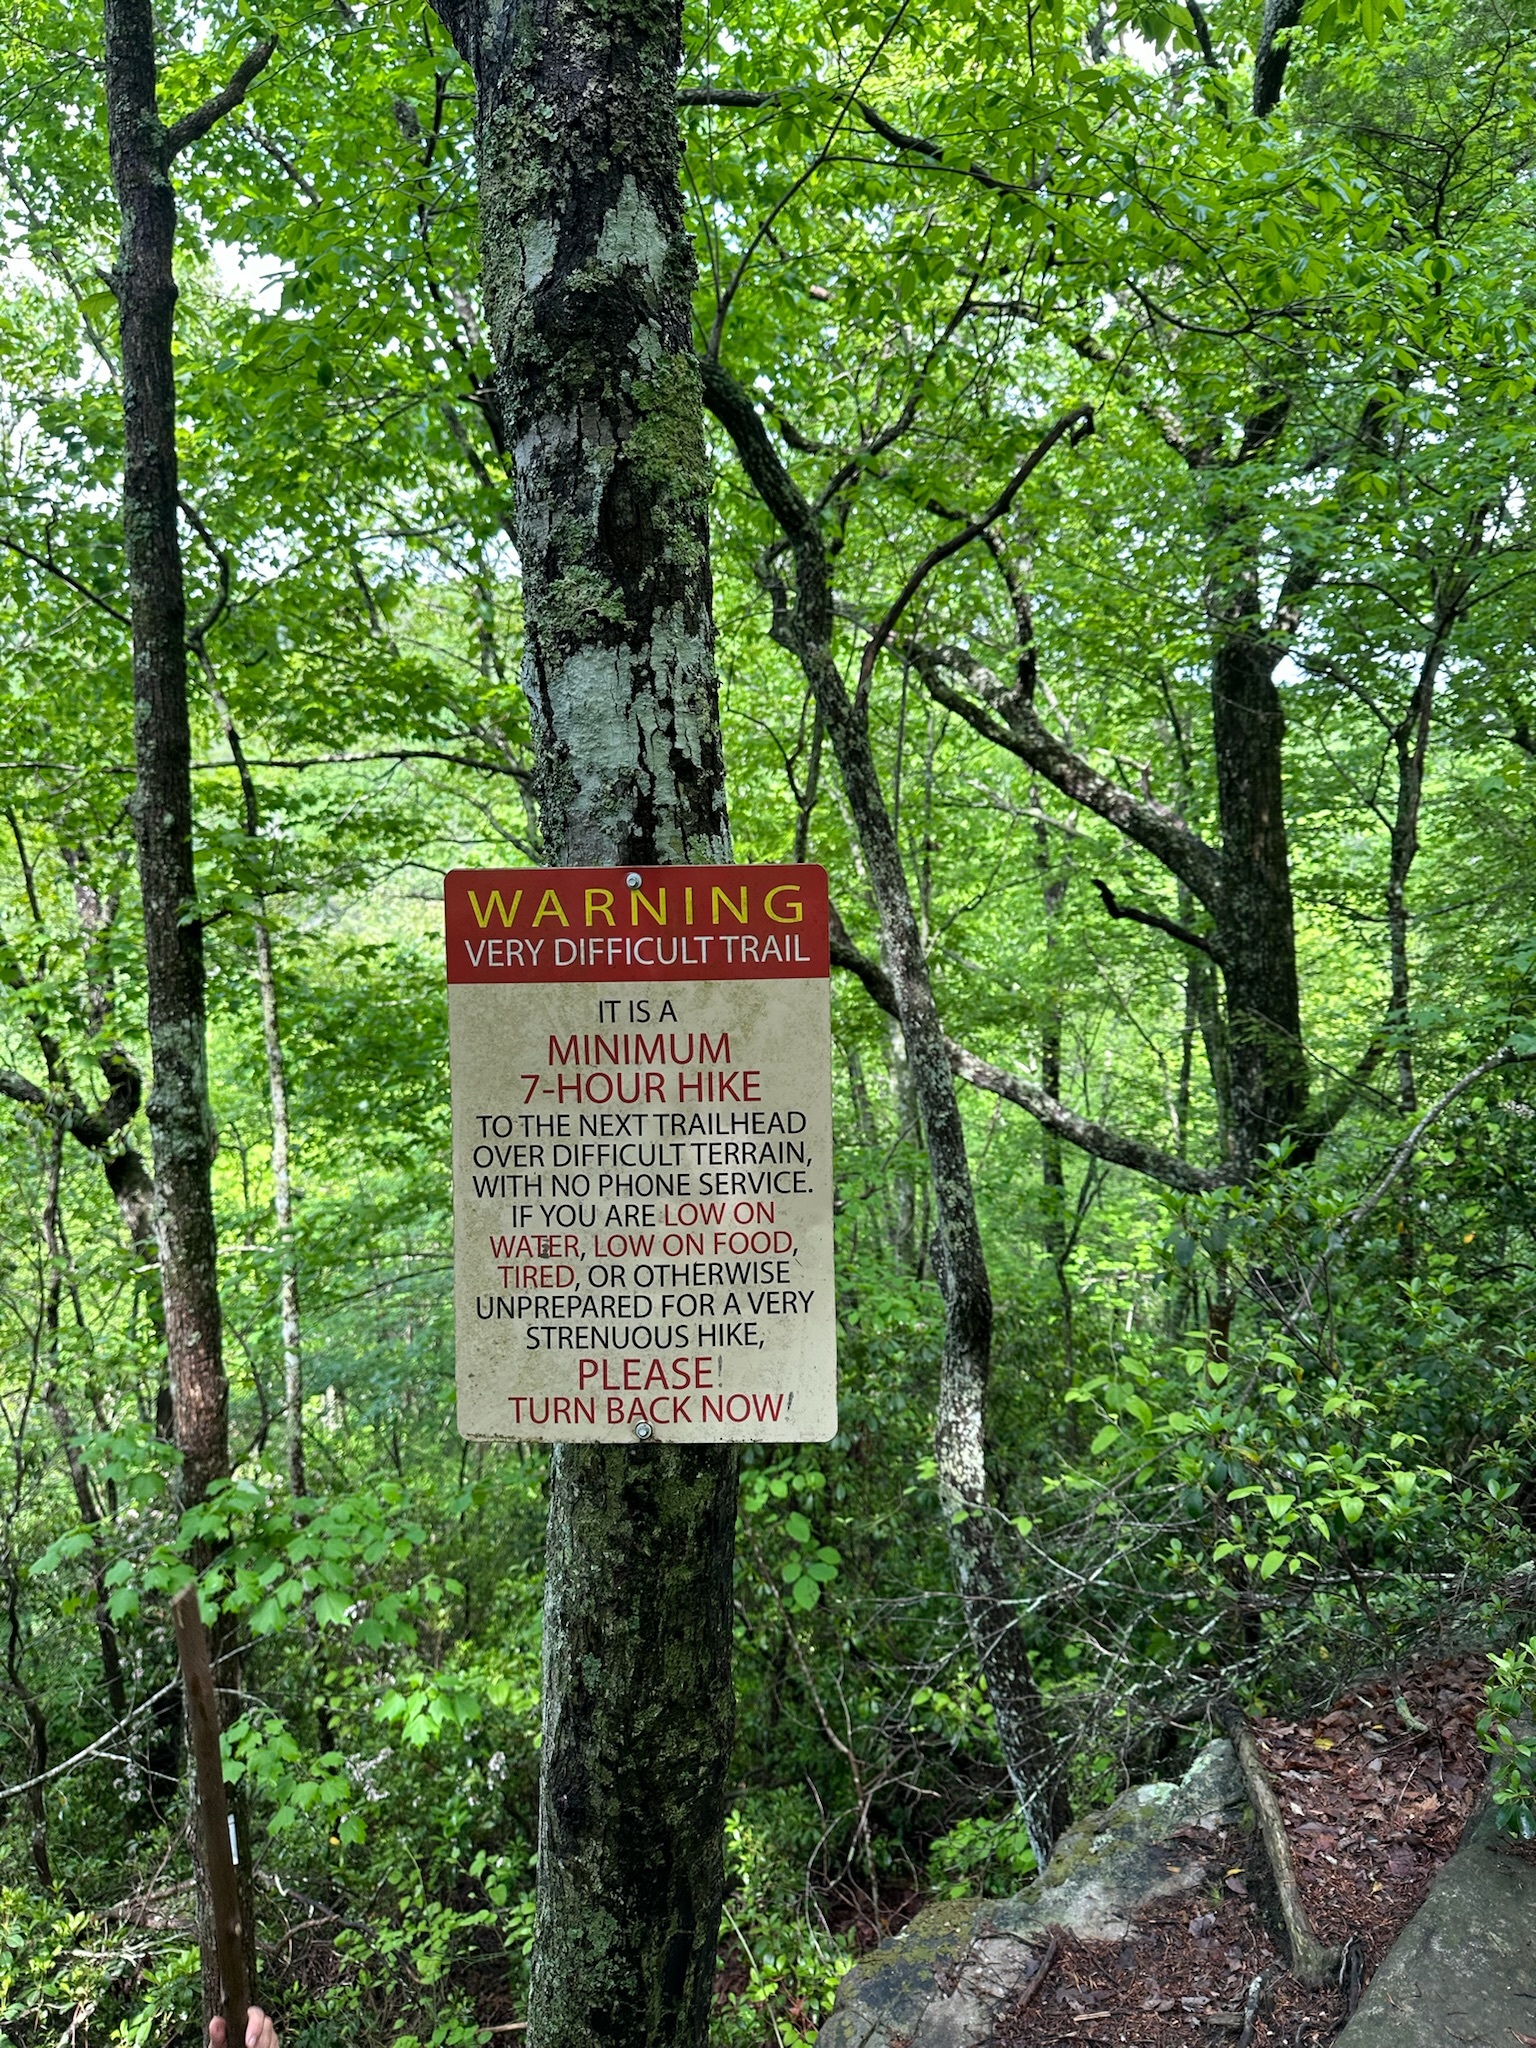 WARNING
VERY DIFFICULT TRAIL
IT IS A
MINIMUM
7-HOUR HIKE
TO THE NEXT TRAILHEAD
OVER DIFFICULT TERRAIN,
WITH NO PHONE SERVICE.
IF YOU ARE LOW ON
WATER, LOW ON FOOD,
TIRED, OR OTHERWISE
UNPREPARED FOR A VERY
STRENUOUS HIKE,
PLEASE!
TURN BACK NOW!